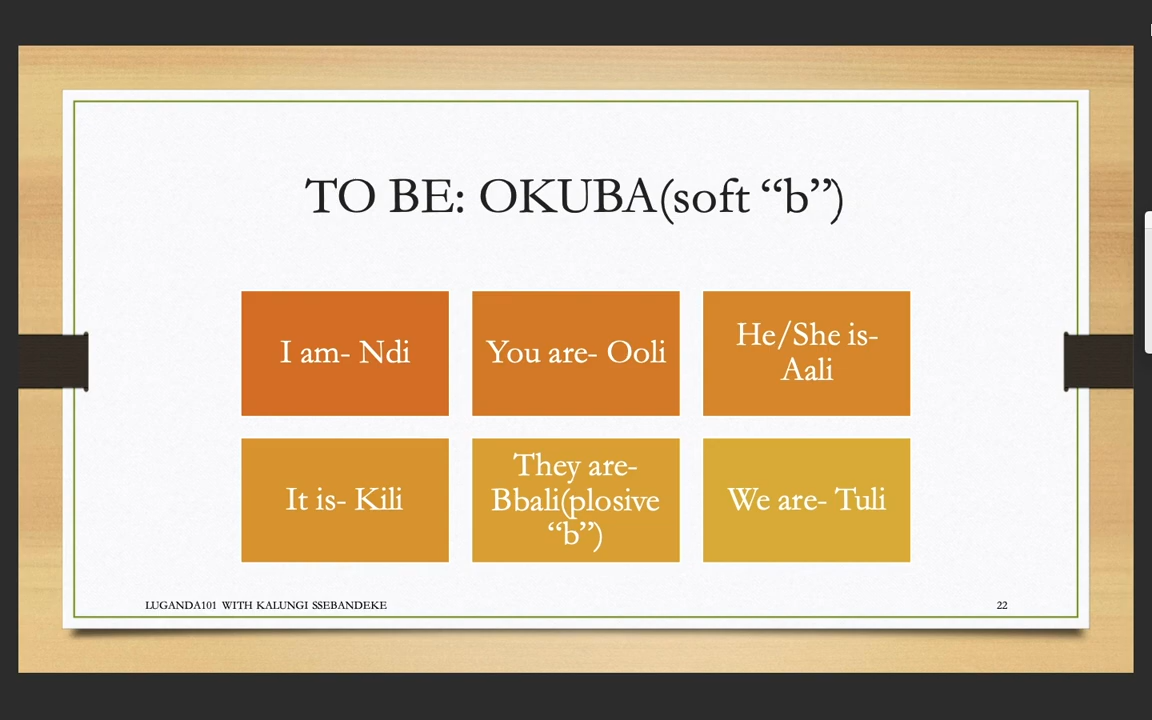 TO BE: OKUBA(soft “b”)
I am- Ndi
You are- Ooli
He/She is-
Aali
It is- Kili
They are-
Bbali(plosive
“b”)
We are- Tuli
LUGANDA101 WITH KALUNGI SSEBANDEKE
22